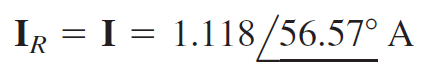 I_R = I = 1.118∠56.57° A